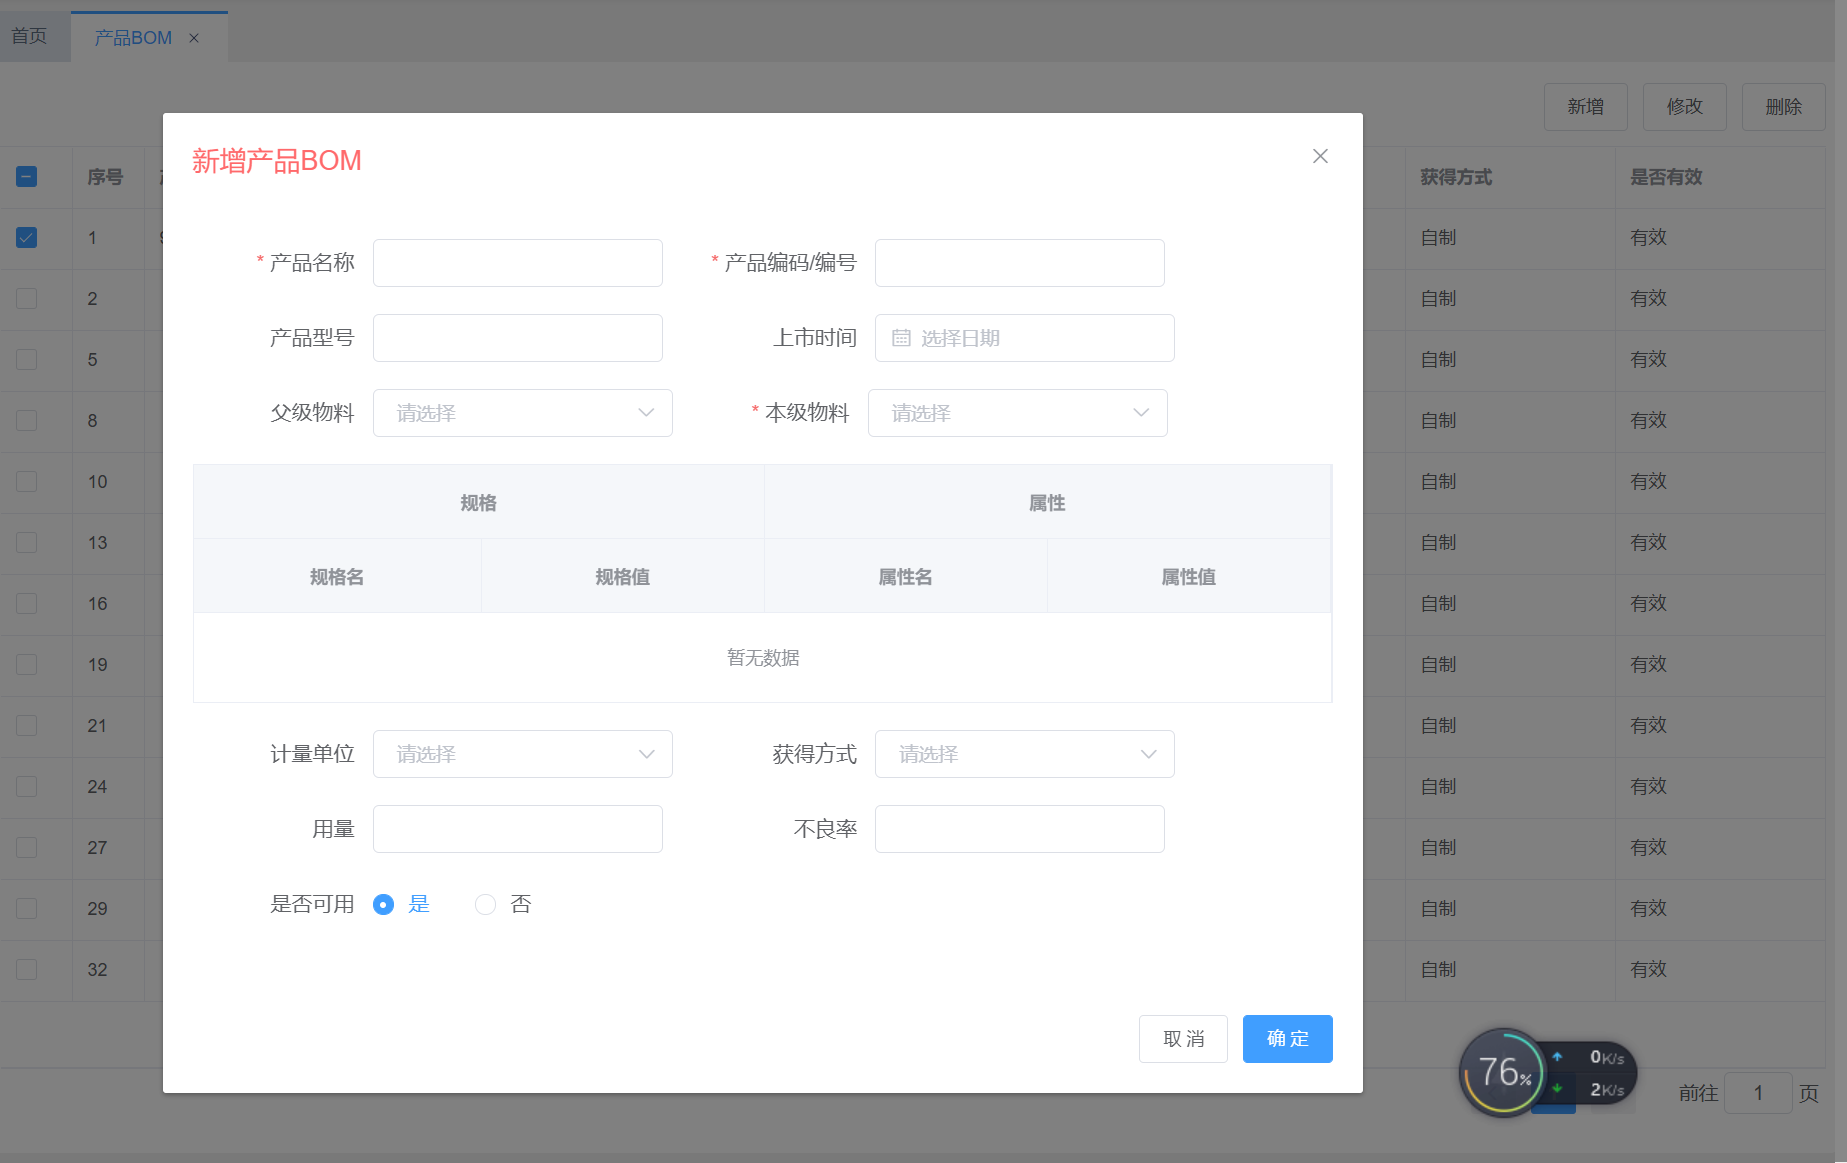 首页 产品BOM
新增 修改 删除
序号 获得方式 是否有效
新增产品BOM
1 自制 有效
* 产品名称 * 产品编码/编号
2 自制 有效
产品型号 上市时间 选择日期
5 自制 有效
父级物料 请选择 * 本级物料 请选择
8 自制 有效
10 自制 有效
规格 属性
13 自制 有效
规格名 规格值 属性名 属性值
16 自制 有效
暂无数据
19 自制 有效
21 自制 有效
计量单位 请选择 获得方式 请选择
24 自制 有效
用量 不良率
27 自制 有效
是否可用 是 否
29 自制 有效
32 自制 有效
取消 确定
76% 0K/s
2K/s
前往 1 页